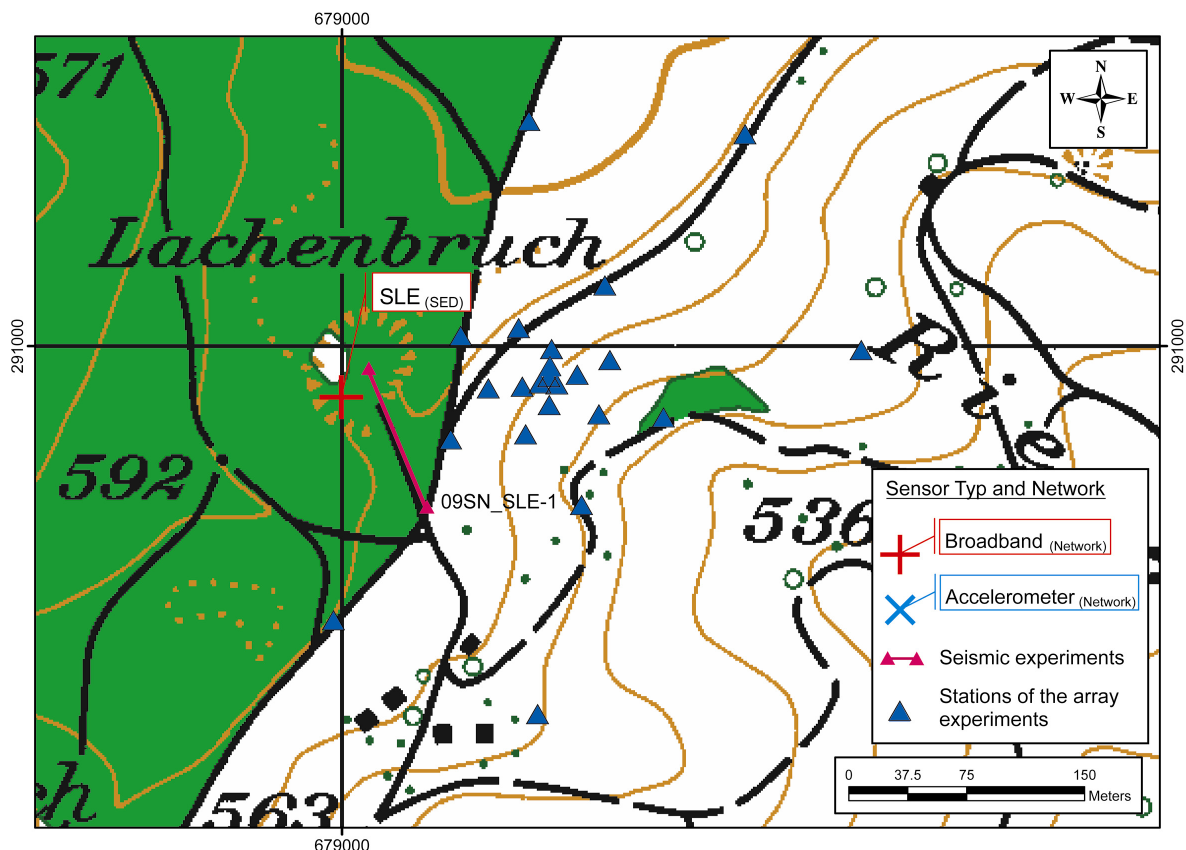 679000
571
N
W E
S
Lachenbruch
SLE (SED)
291000
291000
Rie
592
09SN_SLE-1
536
Sensor Typ and Network
Broadband (Network)
Accelerometer (Network)
Seismic experiments
Stations of the array
experiments
0 37.5 75 150
Meters
ch
563
679000